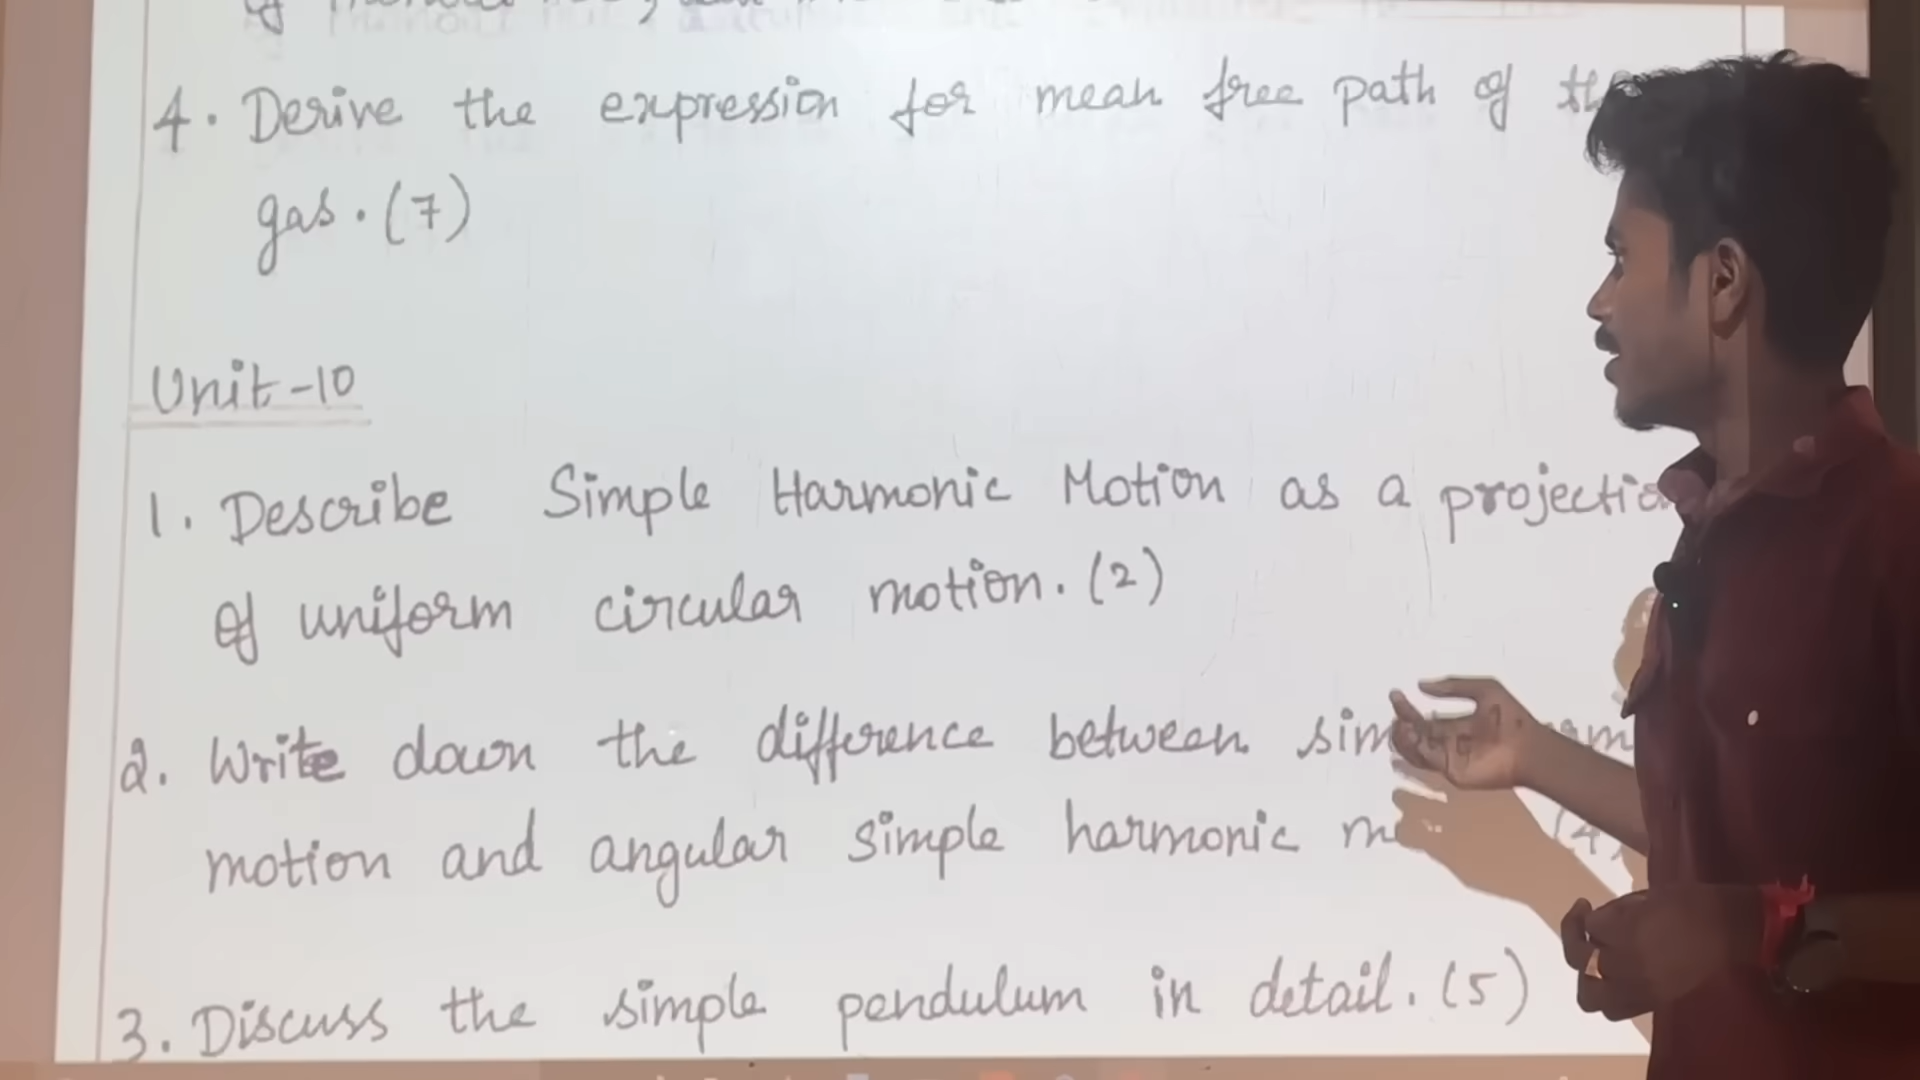 4. Derive the expression for mean free path of
gas. (7)
Unit-10
1. Describe Simple Harmonic Motion as a projectio
of uniform circular motion. (2)
2. Write down the difference between
motion and angular simple harmonic
3. Discuss the simple pendulum in detail. (5)